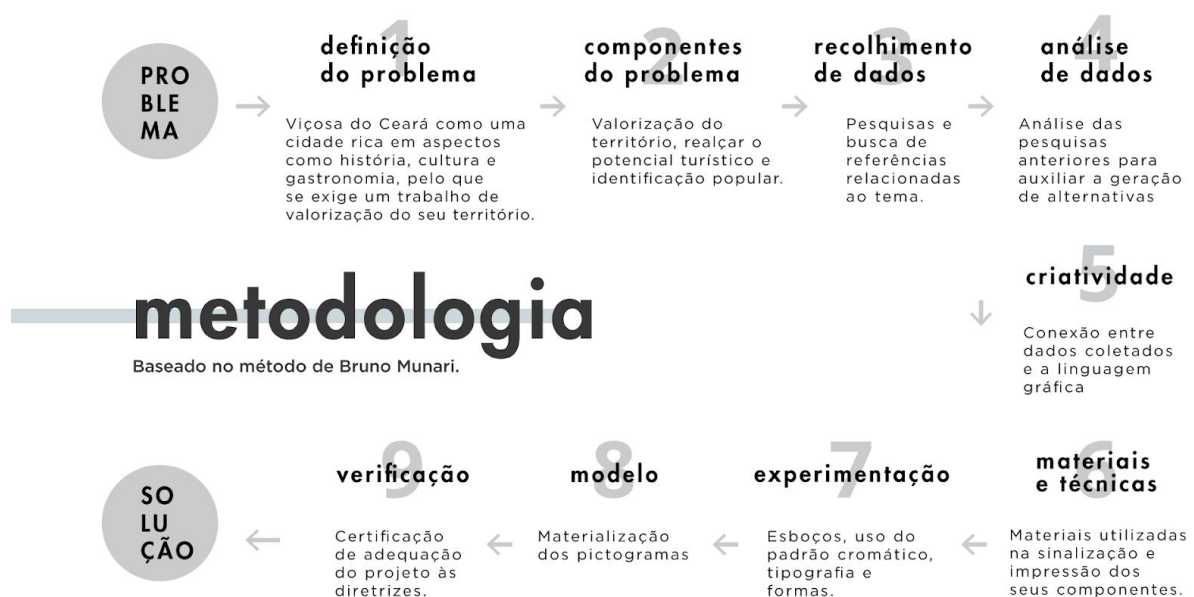 PRO
BLE
MA
1
definição
do problema
Viçosa do Ceará como uma
cidade rica em aspectos
como história, cultura e
gastronomia, pelo que
se exige um trabalho de
valorização do seu território.
2
componentes
do problema
Valorização do
território, realçar o
potencial turístico e
identificação popular.
3
recolhimento
de dados
Pesquisas e
busca de
referências
relacionadas
ao tema.
4
análise
de dados
Análise das
pesquisas
anteriores para
auxiliar a geração
de alternativas
metodologia
Baseado no método de Bruno Munari.
5
criatividade
Conexão entre
dados coletados
e a linguagem
gráfica
6
materiais
e técnicas
Materiais utilizadas
na sinalização e
impressão dos
seus componentes.
7
experimentação
Esboços, uso do
padrão cromático,
tipografia e
formas.
8
modelo
Materialização
dos pictogramas
9
verificação
Certificação
de adequação
do projeto às
diretrizes.
SO
LU
ÇÃO